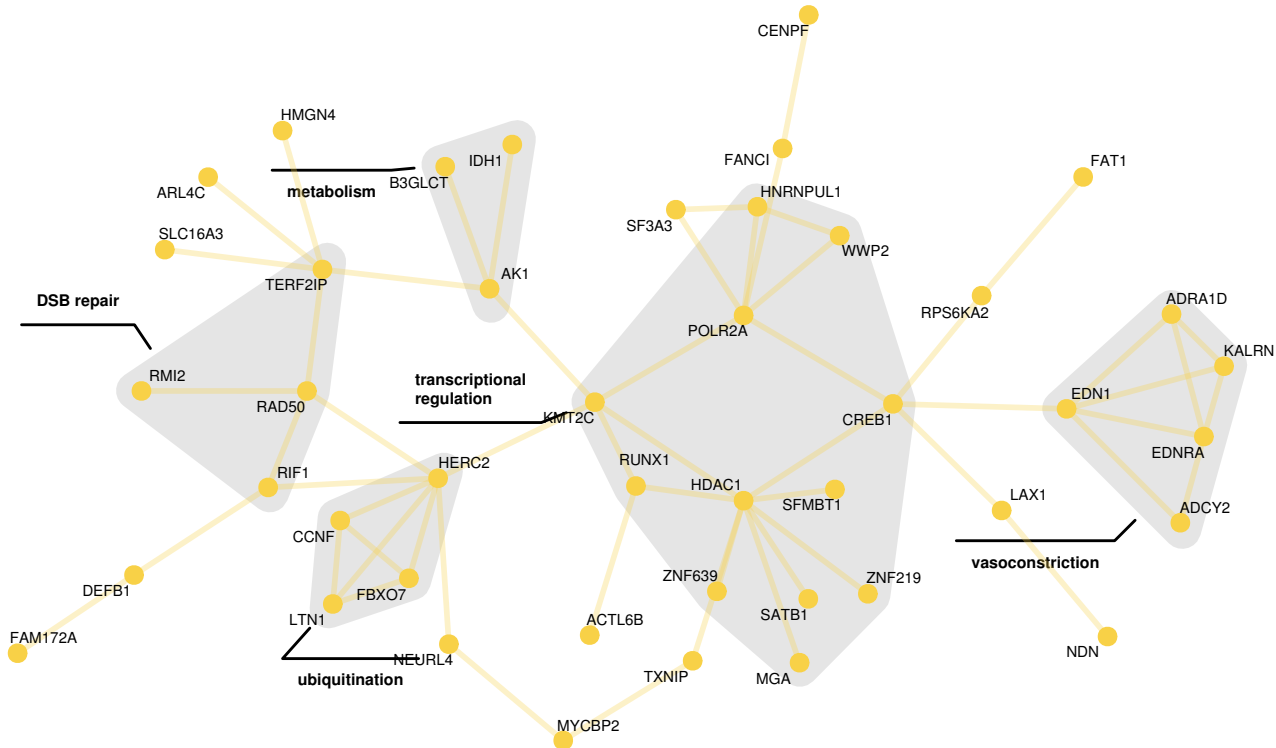 CENPF
HMGN4
FANCI
IDH1
FAT1
B3GLCT
metabolism
ARL4C
HNRNPUL1
SF3A3
SLC16A3
WWP2
TERF2IP
AK1
ADRA1D
DSB repair
RPS6KA2
POLR2A
KALRN
RMI2
transcriptional
regulation
EDN1
RAD50
KMT2C
CREB1
EDNRA
HERC2
RUNX1
RIF1
HDAC1
SFMBT1
LAX1
ADCY2
CCNF
vasoconstriction
ZNF639
ZNF219
DEFB1
FBXO7
SATB1
LTN1
ACTL6B
FAM172A
NEURL4
NDN
ubiquitination
TXNIP
MGA
MYCBP2